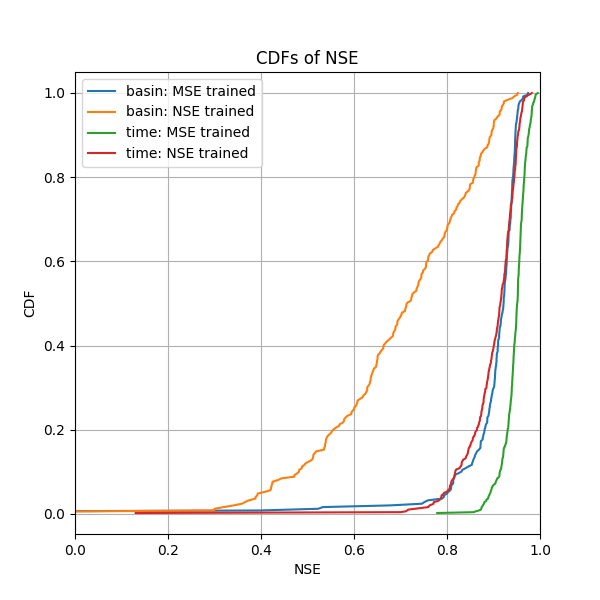 CDFs of NSE
basin: MSE trained
basin: NSE trained
time: MSE trained
time: NSE trained
1.0
0.8
0.6
0.4
0.2
0.0
CDF
0.0 0.2 0.4 0.6 0.8 1.0
NSE